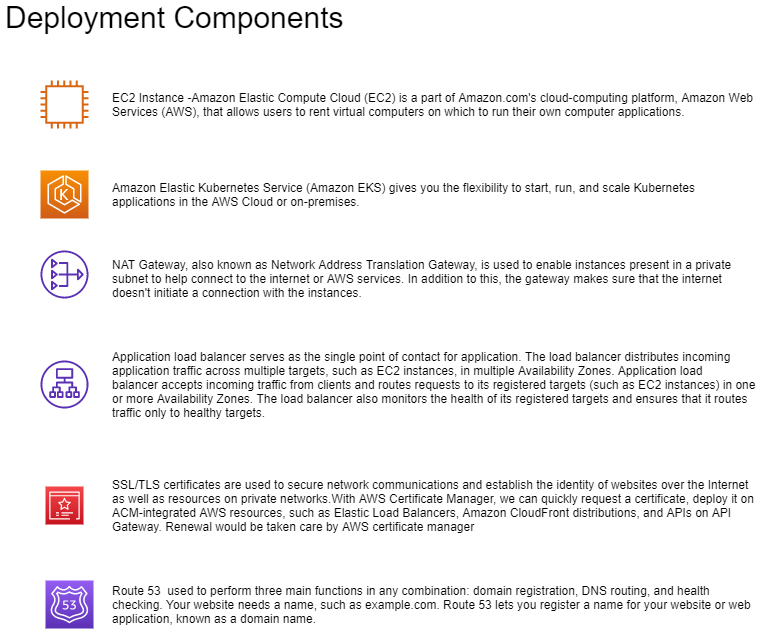 Deployment Components
EC2 Instance -Amazon Elastic Compute Cloud (EC2) is a part of Amazon.com's cloud-computing platform, Amazon Web
Services (AWS), that allows users to rent virtual computers on which to run their own computer applications.
K
Amazon Elastic Kubernetes Service (Amazon EKS) gives you the flexibility to start, run, and scale Kubernetes
applications in the AWS Cloud or on-premises.
NAT Gateway, also known as Network Address Translation Gateway, is used to enable instances present in a private
subnet to help connect to the internet or AWS services. In addition to this, the gateway makes sure that the internet
doesn't initiate a connection with the instances.
Application load balancer serves as the single point of contact for application. The load balancer distributes incoming
application traffic across multiple targets, such as EC2 instances, in multiple Availability Zones. Application load
balancer accepts incoming traffic from clients and routes requests to its registered targets (such as EC2 instances) in one
or more Availability Zones. The load balancer also monitors the health of its registered targets and ensures that it routes
traffic only to healthy targets.
SSL/TLS certificates are used to secure network communications and establish the identity of websites over the Internet
as well as resources on private networks.With AWS Certificate Manager, we can quickly request a certificate, deploy it on
ACM-integrated AWS resources, such as Elastic Load Balancers, Amazon CloudFront distributions, and APIs on API
Gateway. Renewal would be taken care by AWS certificate manager
53
Route 53  used to perform three main functions in any combination: domain registration, DNS routing, and health
checking. Your website needs a name, such as example.com. Route 53 lets you register a name for your website or web
application, known as a domain name.